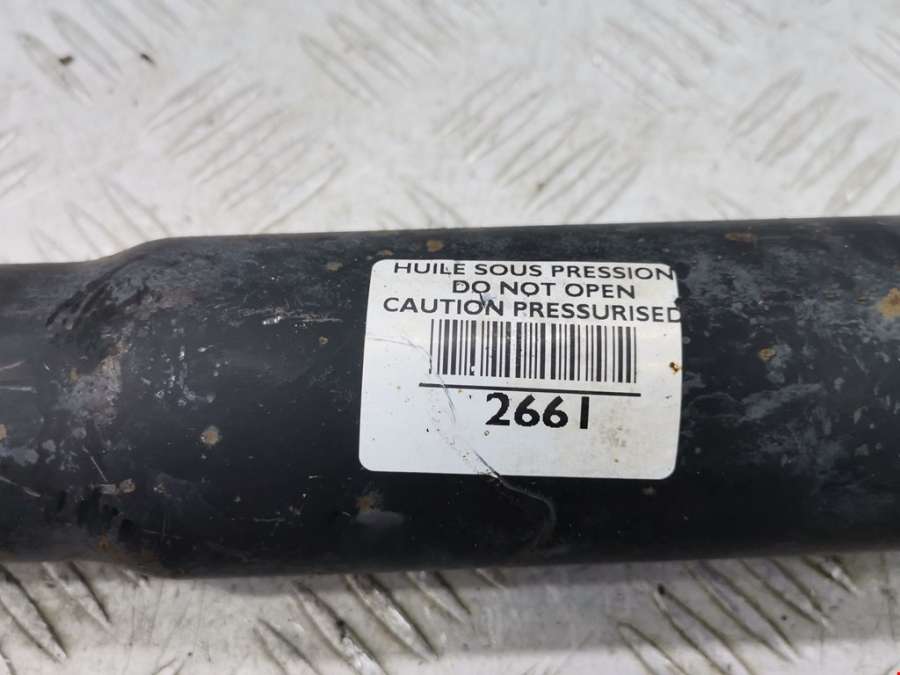 HUILE SOUS PRESSION
DO NOT OPEN
CAUTION PRESSURISED
2661